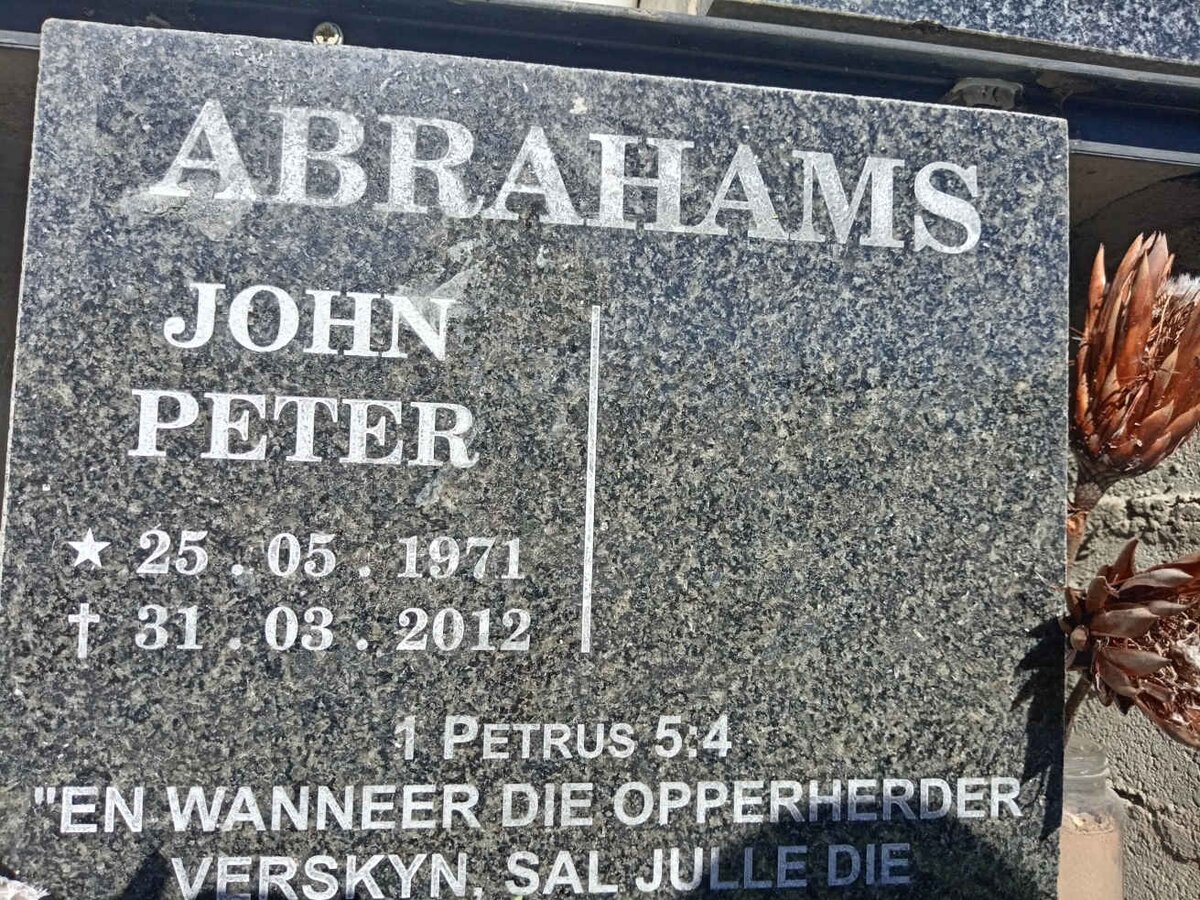 ABRAHAMS
JOHN
PETER
★ 25 . 05 . 1971
† 31 . 03 . 2012
1 PETRUS 5:4
"EN WANNEER DIE OPPERHERDER
VERSKYN, SAL JULLE DIE